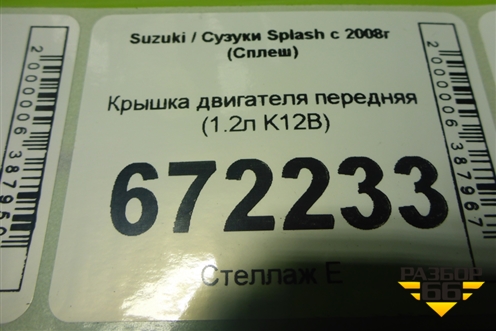 Suzuki / Сузуки Splash с 2008г
(Сплеш)
Крышка двигателя передняя
(1.2л K12B)
672233
Стеллаж Е
РАЗБОР
66